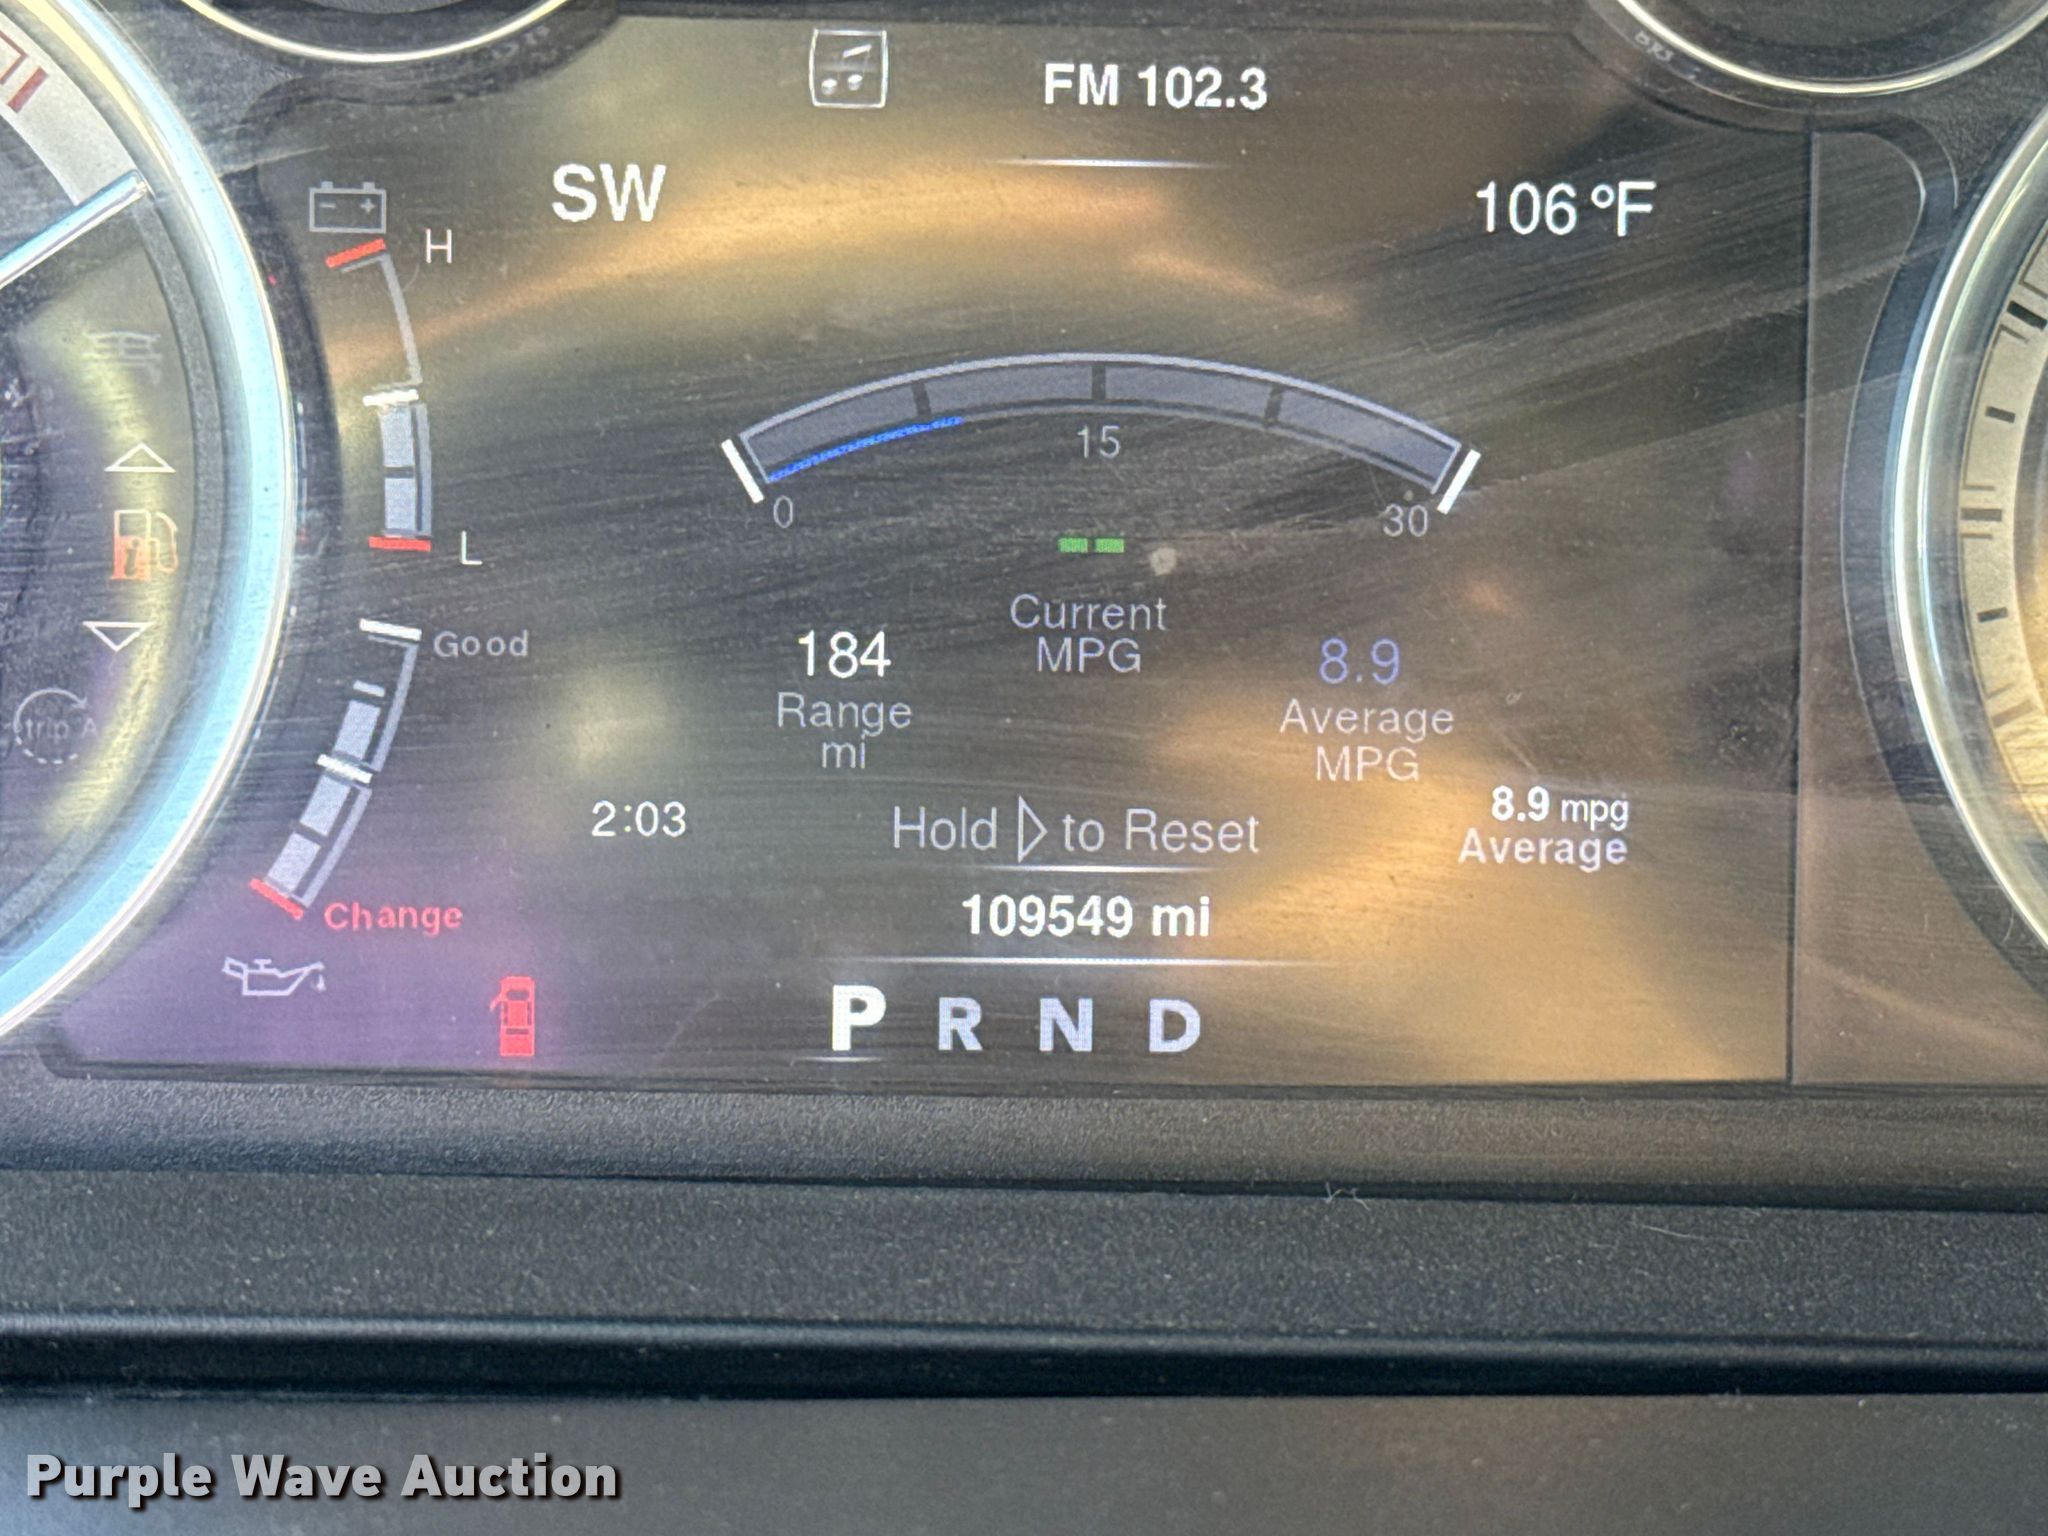 FM 102.3
SW
106 °F
H
15
0
30
L
Good
Current
MPG
184
Range
mi
8.9
Average
MPG
trip A
2:03
Hold ▷ to Reset
8.9 mpg
Average
Change
109549 mi
P R N D
Purple Wave Auction